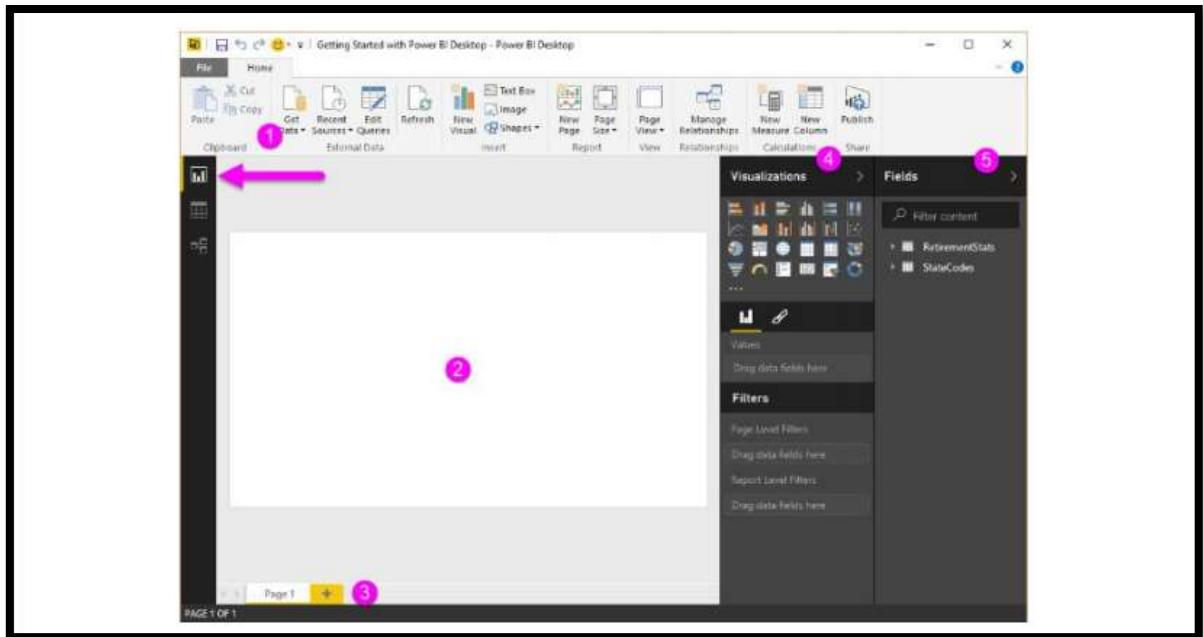 Getting Started with Power BI Desktop - Power BI Desktop
File Home
Paste
Cut
Copy
Clipboard
1
Get Data
Recent Sources
Edit Queries
Refresh
External Data
New Visual
Text Box
Image
Shapes
Insert
New Page
Page Size
Report
Page View
View
Manage Relationships
Relationships
New Measure
New Column
Calculations
Publish
Share
4
5
Visualizations
Fields
Filter content
RetirementStats
StateCodes
Values
Drag data fields here
2
Filters
Page Level Filters
Drag data fields here
Report Level Filters
Drag data fields here
Page 1
+
3
PAGE 1 OF 1